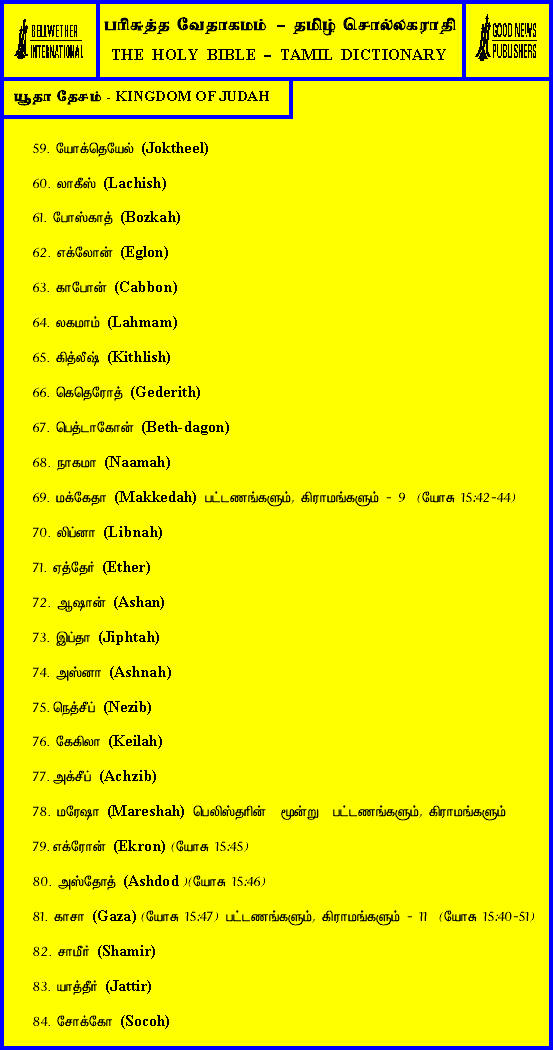 BELLWETHER
INTERNATIONAL
பரிசுத்த வேதாகமம் – தமிழ் சொல்லகராதி
THE HOLY BIBLE – TAMIL DICTIONARY
GOOD NEWS
PUBLISHERS
யூதா தேசம் - KINGDOM OF JUDAH
59. யோக்தெயேல் (Joktheel)
60. லாகீஸ் (Lachish)
61. போஸ்காத் (Bozkah)
62. எக்லோன் (Eglon)
63. காபோன் (Cabbon)
64. லகமாம் (Lahmam)
65. கித்லீஷ் (Kithlish)
66. கெதெரோத் (Gederith)
67. பெத்டாகோன் (Beth-dagon)
68. நாகமா (Naamah)
69. மக்கேதா (Makkedah) பட்டணங்களும், கிராமங்களும் - 9 (யோசு 15:42-44)
70. லிப்னா (Libnah)
71. ஏத்தேர் (Ether)
72. ஆஷான் (Ashan)
73. இப்தா (Jiphtah)
74. அஸ்னா (Ashnah)
75. நெத்சீப் (Nezib)
76. கேகிலா (Keilah)
77. அக்சீப் (Achzib)
78. மரேஷா (Mareshah) பெலிஸ்தரின் மூன்று பட்டணங்களும், கிராமங்களும்
79. எக்ரோன் (Ekron) (யோசு 15:45)
80. அஸ்தோத் (Ashdod )(யோசு 15:46)
81. காசா (Gaza) (யோசு 15:47) பட்டணங்களும், கிராமங்களும் - 11 (யோசு 15:40-51)
82. சாமீர் (Shamir)
83. யாத்தீர் (Jattir)
84. சோக்கோ (Socoh)